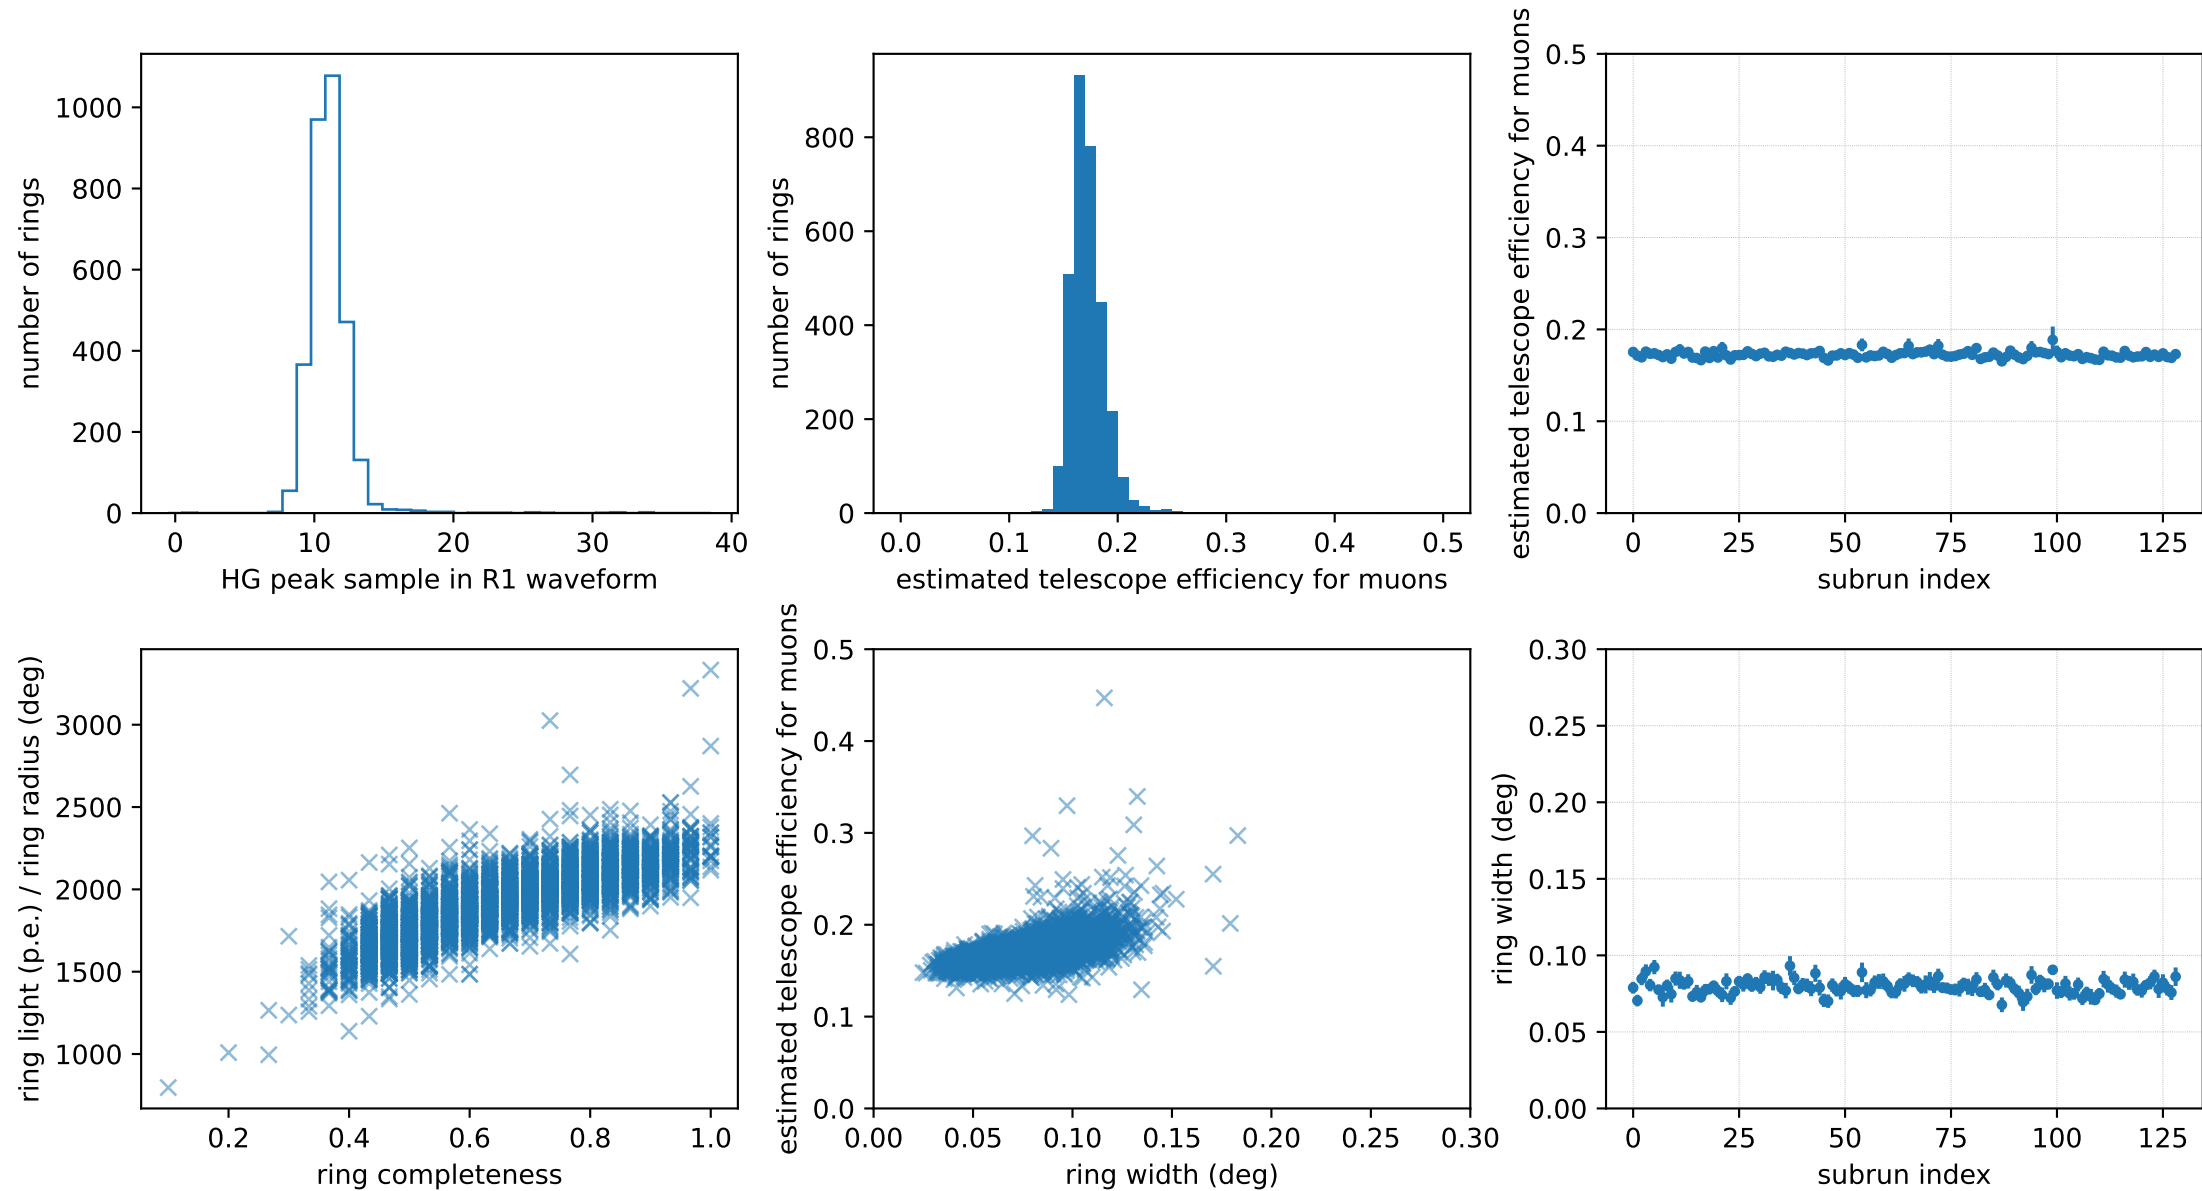 number of rings
1000
800
600
400
200
0
0 10 20 30 40
HG peak sample in R1 waveform
number of rings
800
600
400
200
0
0.0 0.1 0.2 0.3 0.4 0.5
estimated telescope efficiency for muons
estimated telescope efficiency for muons
0.5
0.4
0.3
0.2
0.1
0.0
0 25 50 75 100 125
subrun index
ring light (p.e.) / ring radius (deg)
3000
2500
2000
1500
1000
0.2 0.4 0.6 0.8 1.0
ring completeness
estimated telescope efficiency for muons
0.5
0.4
0.3
0.2
0.1
0.0
0.00 0.05 0.10 0.15 0.20 0.25 0.30
ring width (deg)
ring width (deg)
0.30
0.25
0.20
0.15
0.10
0.05
0.00
0 25 50 75 100 125
subrun index